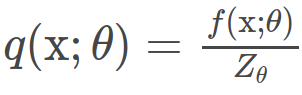 q(x; θ) = f(x;θ) / Z_θ